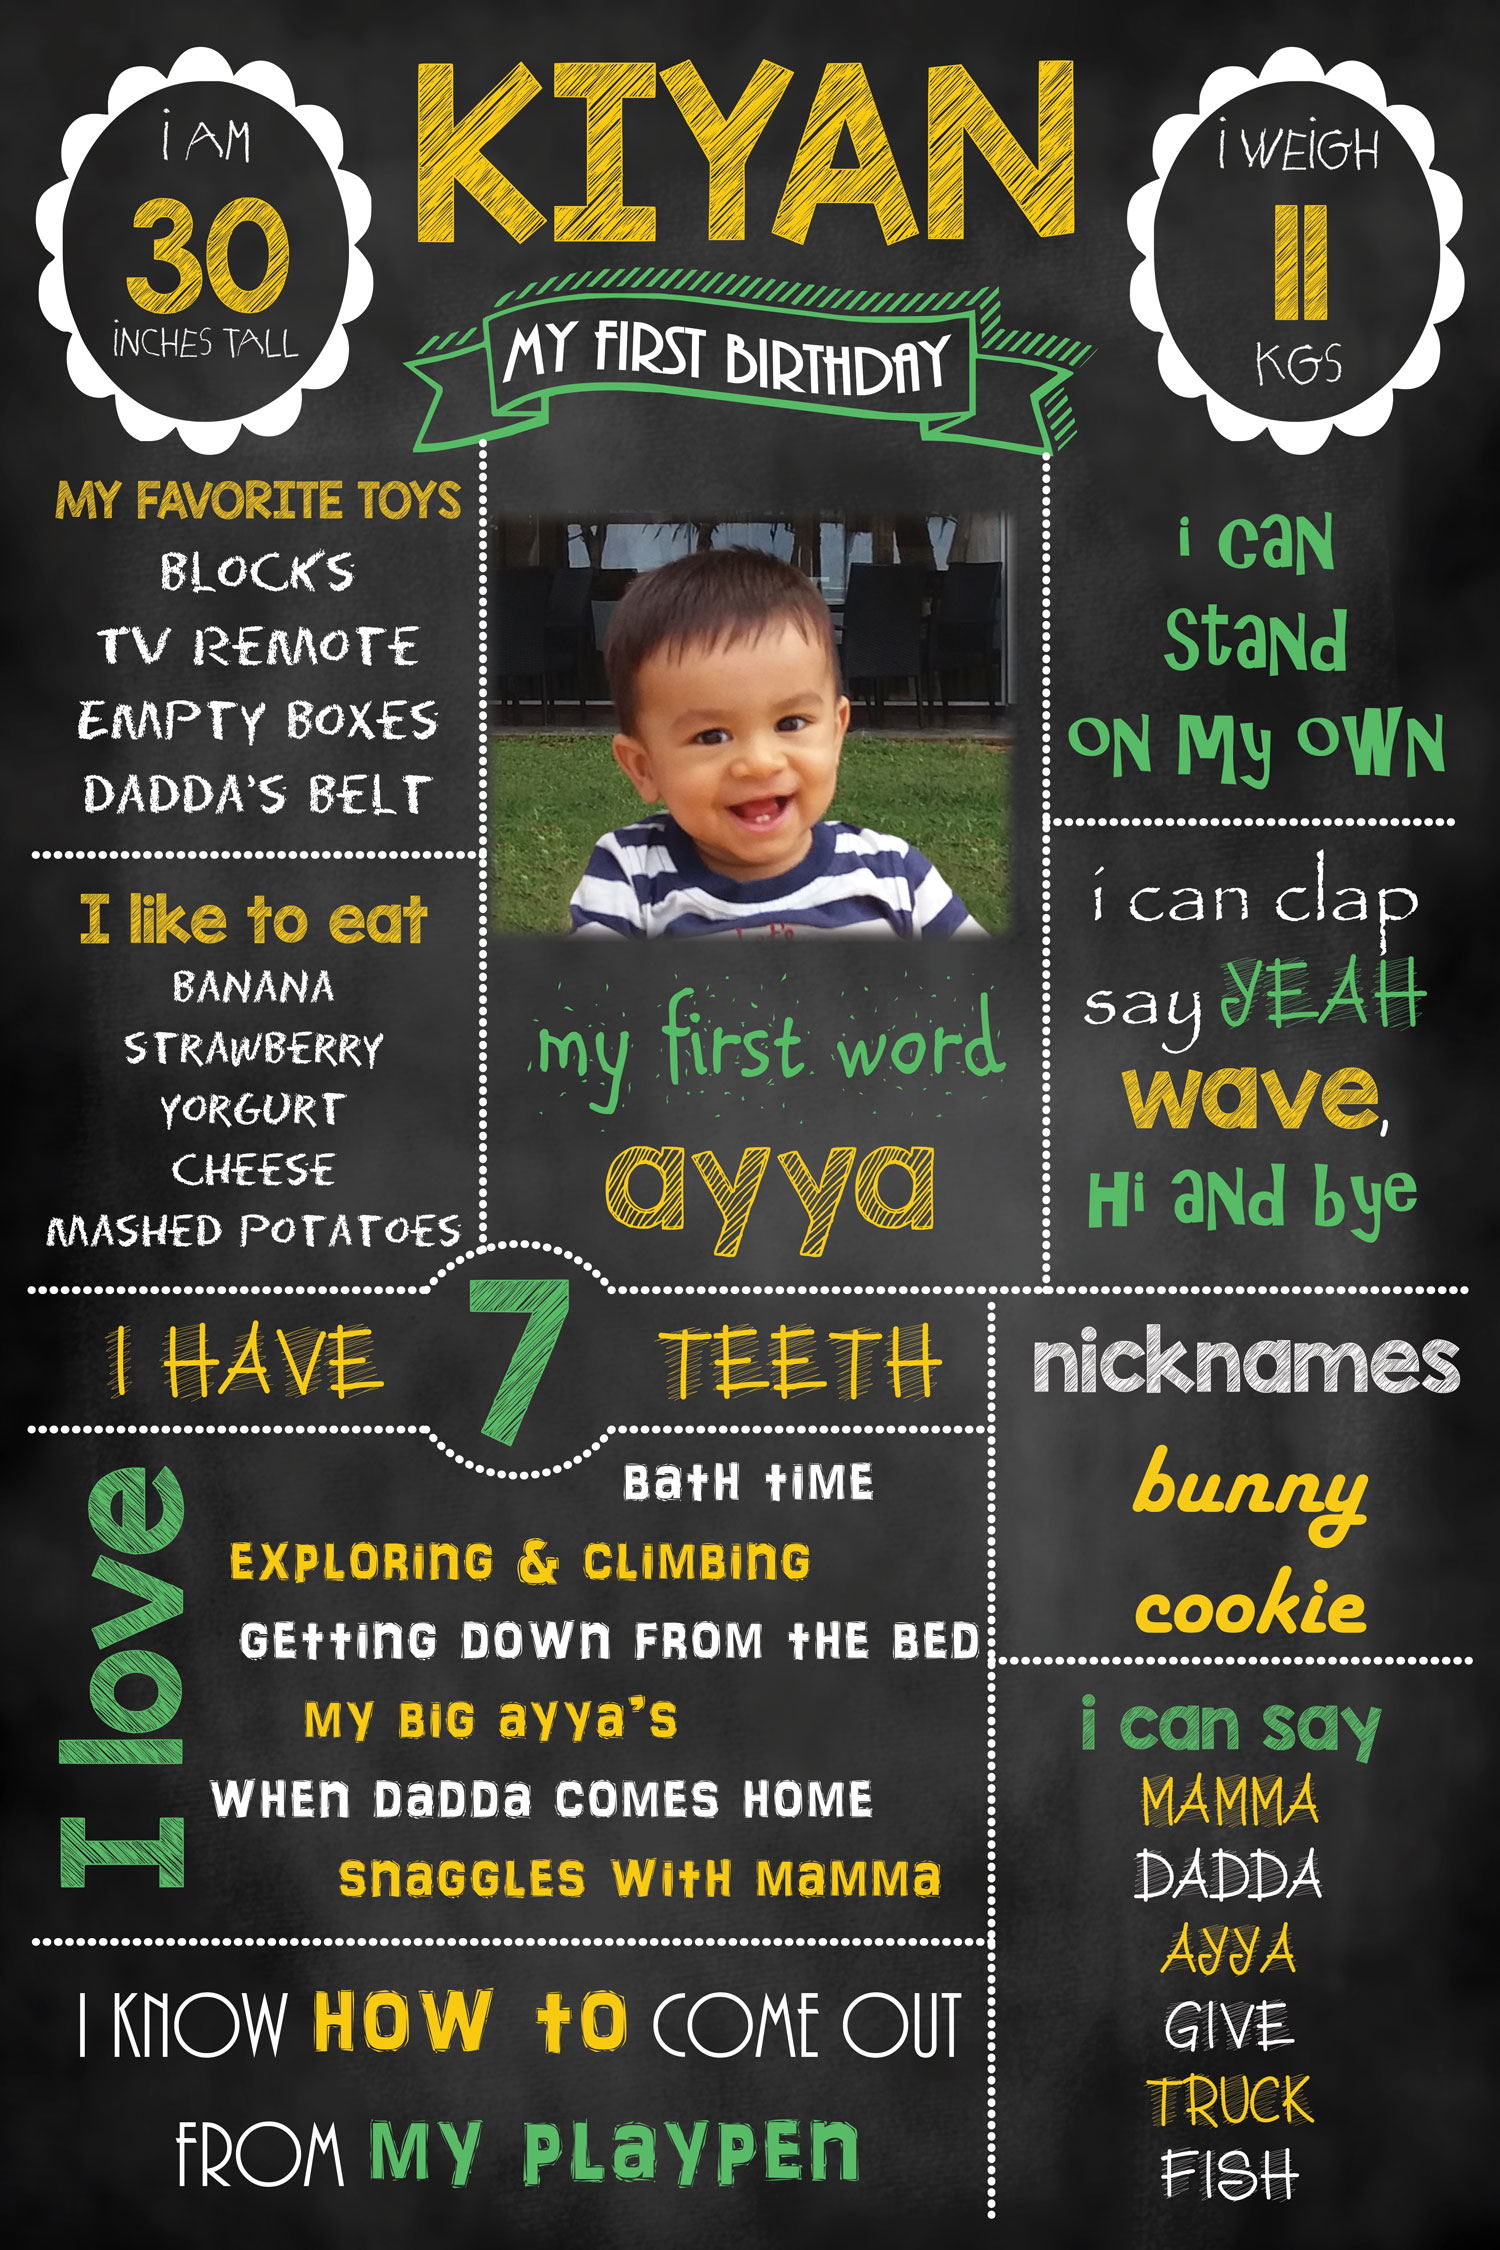 KIYAN
i AM
30
iNCHES TALL
i WEiGH
11
KGS
MY FIRST BIRTHDAY
MY FAVORITE TOYS
BLOCKS
TV REMOTE
EMPTY BOXES
DADDA'S BELT
I like to eat
BANANA
STRAWBERRY
YORGURT
CHEESE
MASHED POTATOES
my first word
ayya
i can
stand
on my own
i can clap
say YEAH
wave,
Hi and bye
I HAVE 7 TEETH
nicknames
bunny
cookie
I love
BatH tiME
EXPLORinG & CLiMBinG
GEttinG DOWn FROM tHE BED
MY BiG ayya's
WHEn DaDDa COMES HOME
SnaGGLES WitH MaMMa
i can say
MAMMA
DADDA
AYYA
GIVE
TRUCK
FISH
I KNOW HOW tO COME OUT
FROM MY PLayPEn